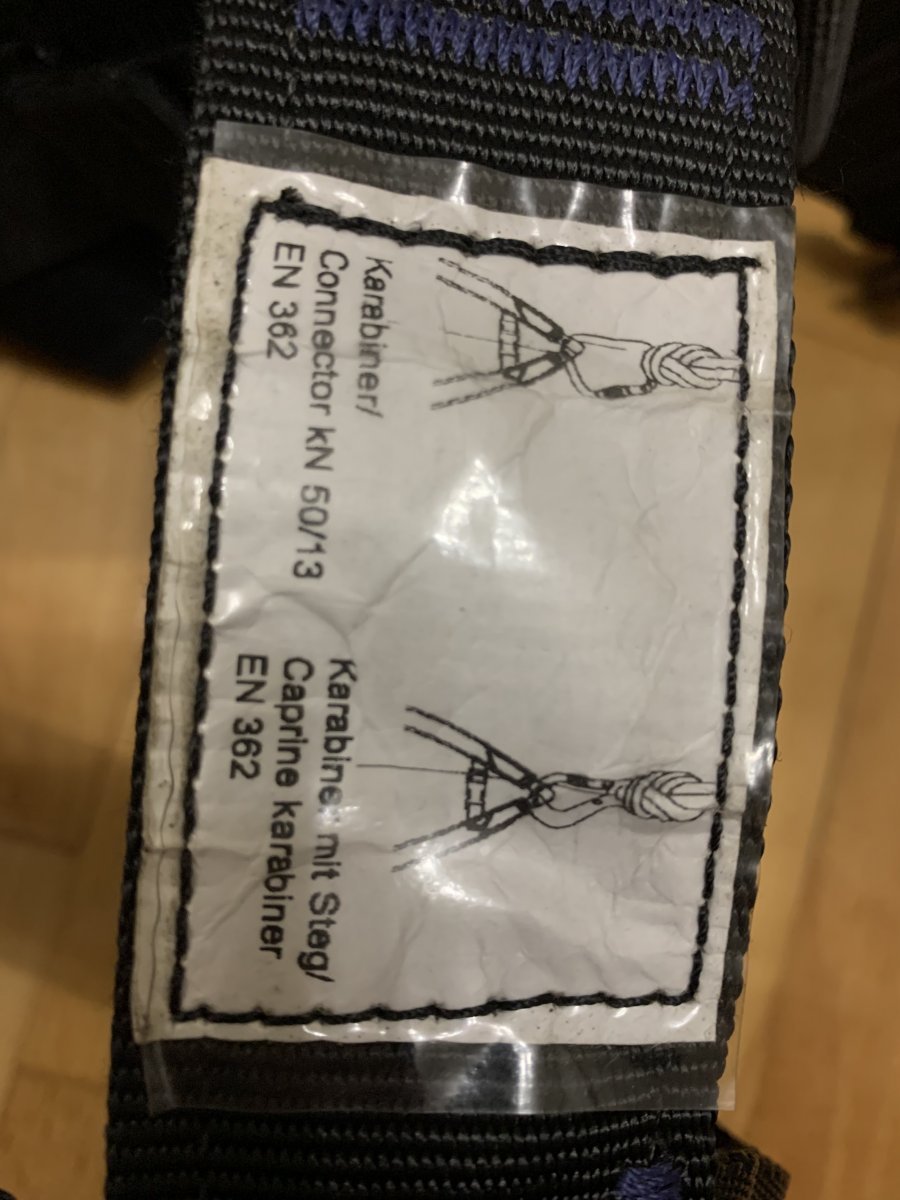 Karabiner/
Connector kN 50/13
EN 362
Karabiner mit Steg/
Caprine karabiner
EN 362